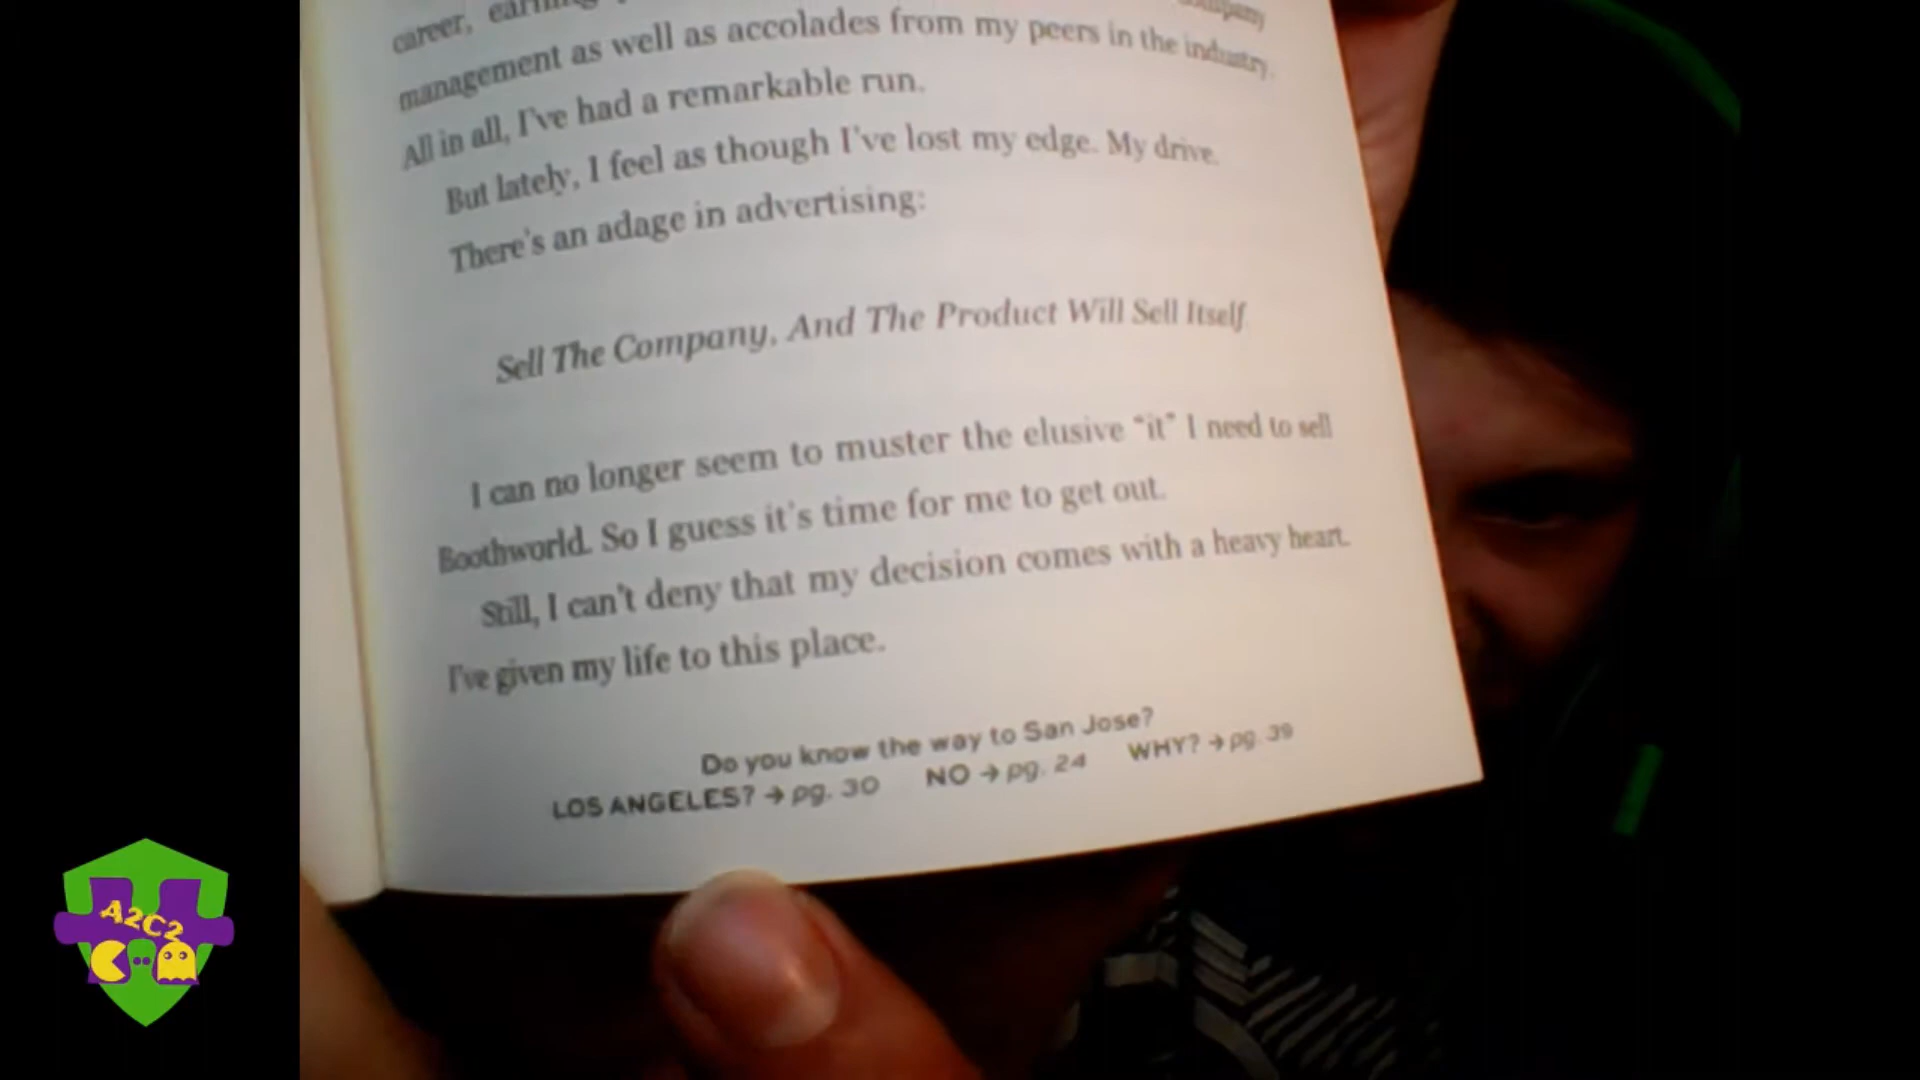 career,
company
management as well as accolades from my peers in the industry.
All in all, I've had a remarkable run.
But lately, I feel as though I've lost my edge. My drive.
There's an adage in advertising:
Sell The Company, And The Product Will Sell Itself
I can no longer seem to muster the elusive “it” I need to sell
Boothworld. So I guess it's time for me to get out.
Still, I can't deny that my decision comes with a heavy heart.
I've given my life to this place.
Do you know the way to San Jose?
LOS ANGELES? → pg. 30 NO → pg. 24 WHY? → pg. 39
A2C2